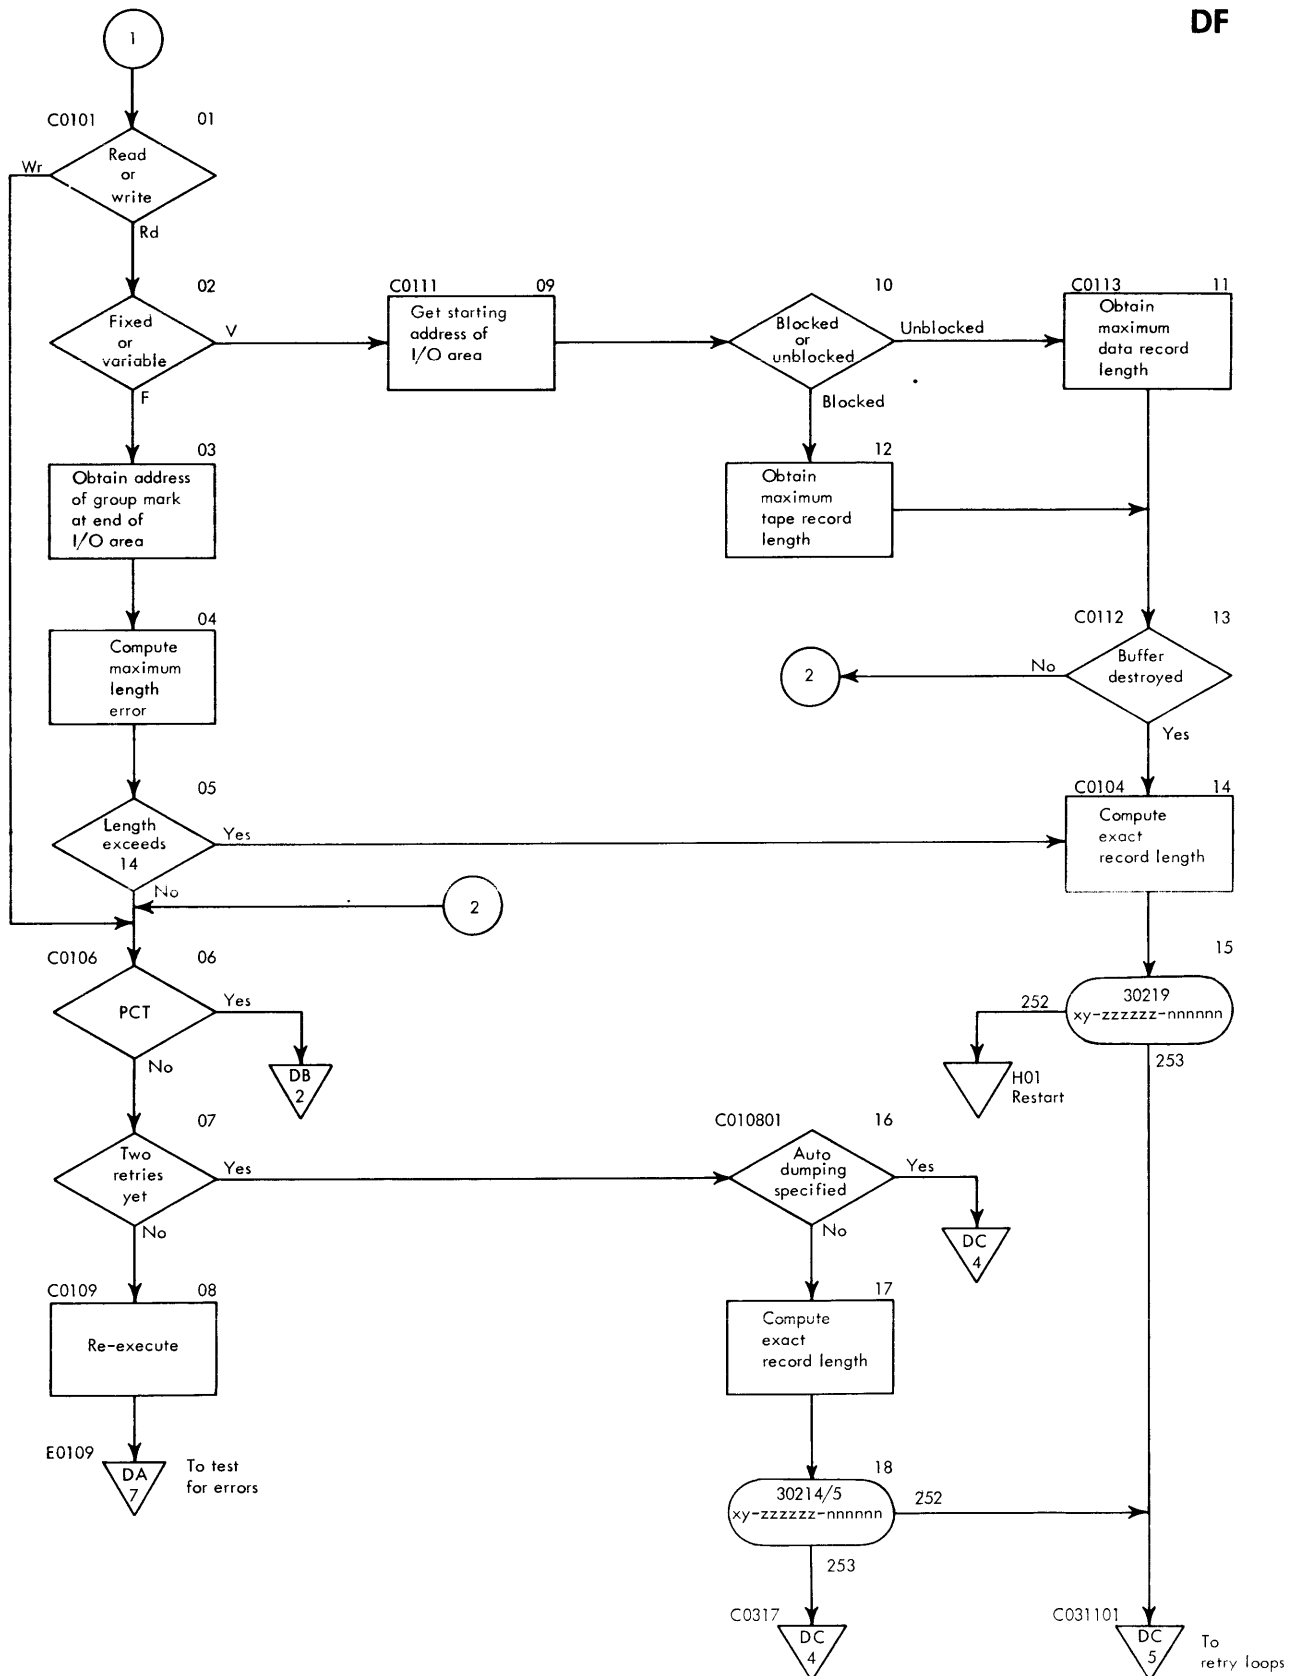 DF
1
C0101
01
Read
or
write
Wr
Rd
02
Fixed
or
variable
V
F
C0111
09
Get starting
address of
I/O area
10
Blocked
or
unblocked
Unblocked
Blocked
C0113
11
Obtain
maximum
data record
length
03
Obtain address
of group mark
at end of
I/O area
12
Obtain
maximum
tape record
length
04
Compute
maximum
length
error
C0112
13
Buffer
destroyed
No
2
Yes
05
Length
exceeds
14
Yes
No
2
C0104
14
Compute
exact
record length
C0106
06
PCT
Yes
No
DB
2
15
30219
xy-zzzzzz-nnnnnn
252
253
H01
Restart
07
Two
retries
yet
Yes
No
C010801
16
Auto
dumping
specified
Yes
No
DC
4
C0109
08
Re-execute
17
Compute
exact
record length
E0109
DA
7
To test
for errors
18
30214/5
xy-zzzzzz-nnnnnn
252
253
C0317
DC
4
C031101
DC
5
To
retry loops